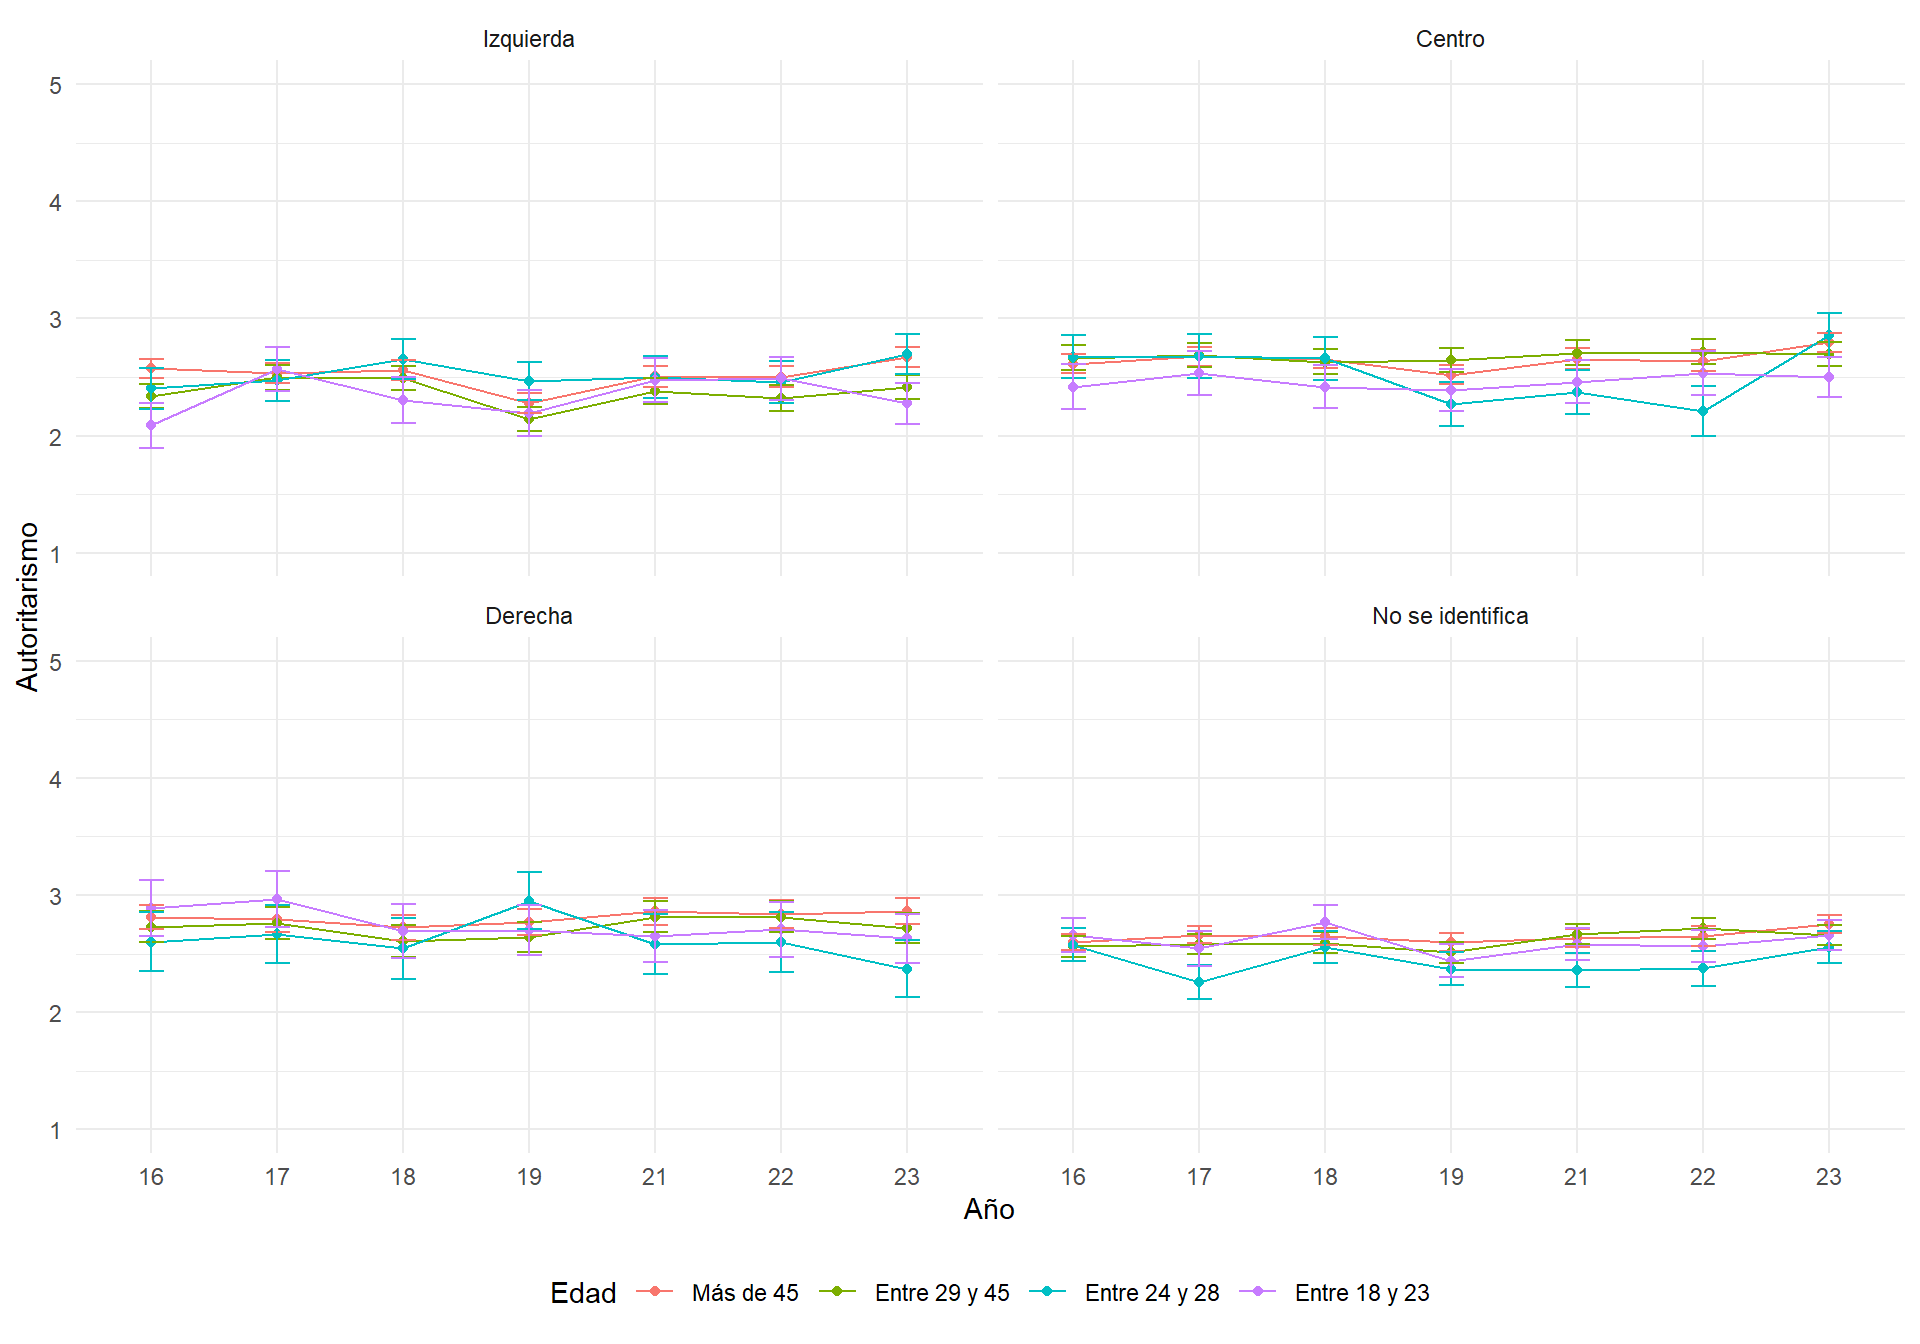 Izquierda
Centro
5
4
3
2
1
Autoritarismo
Derecha
No se identifica
5
4
3
2
1
16 17 18 19 21 22 23
16 17 18 19 21 22 23
Año
Edad Más de 45 Entre 29 y 45 Entre 24 y 28 Entre 18 y 23